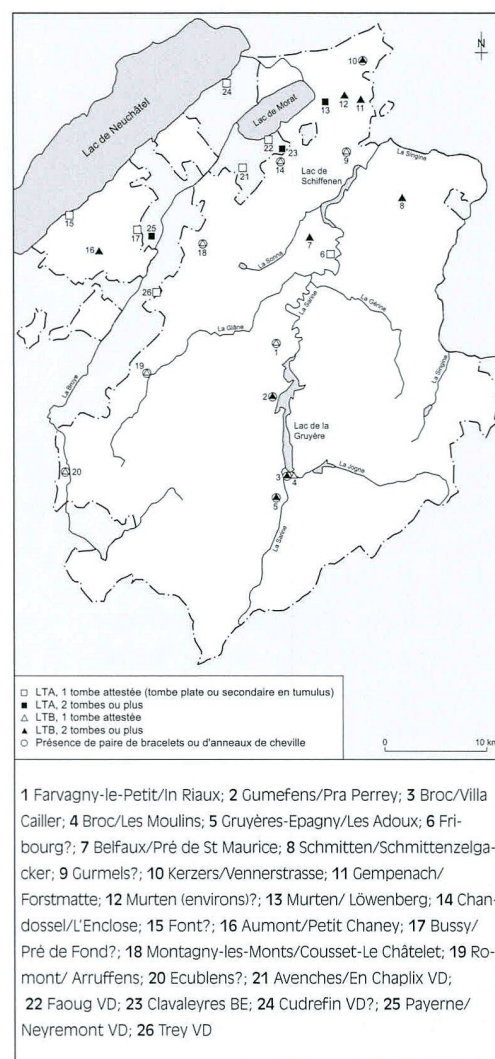 N
10
24
Lac de Neuchâtel
Lac de Morat
13
12
11
22
23
14
9
La Singine
21
Lac de
Schiffenen
8
15
17
25
16
18
7
6
La Sonna
26
La Sarine
La Gérine
La Glâne
1
La Singine
19
La Broye
2
Lac de la
Gruyère
20
3
4
La Jogne
5
La Sarine
□ LTA, 1 tombe attestée (tombe plate ou secondaire en tumulus)
■ LTA, 2 tombes ou plus
△ LTB, 1 tombe attestée
▲ LTB, 2 tombes ou plus
○ Présence de paire de bracelets ou d'anneaux de cheville
0 10 km
1 Farvagny-le-Petit/In Riaux; 2 Gumefens/Pra Perrey; 3 Broc/Villa
Cailler; 4 Broc/Les Moulins; 5 Gruyères-Epagny/Les Adoux; 6 Fri-
bourg?; 7 Belfaux/Pré de St Maurice; 8 Schmitten/Schmittenzelga-
cker; 9 Gurmels?; 10 Kerzers/Vennerstrasse; 11 Gempenach/
Forstmatte; 12 Murten (environs)?; 13 Murten/ Löwenberg; 14 Chan-
dossel/L'Enclose; 15 Font?; 16 Aumont/Petit Chaney; 17 Bussy/
Pré de Fond?; 18 Montagny-les-Monts/Cousset-Le Châtelet; 19 Ro-
mont/ Arruffens; 20 Ecublens?; 21 Avenches/En Chaplix VD;
22 Faoug VD; 23 Clavaleyres BE; 24 Cudrefin VD?; 25 Payerne/
Neyremont VD; 26 Trey VD